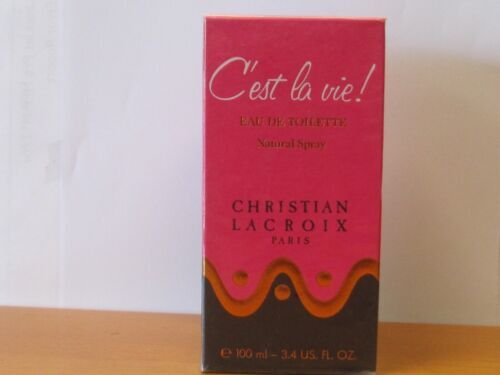 C'est la vie!
EAU DE TOILETTE
Natural Spray
CHRISTIAN
LACROIX
PARIS
℮ 100 ml – 3.4 US. FL. OZ.